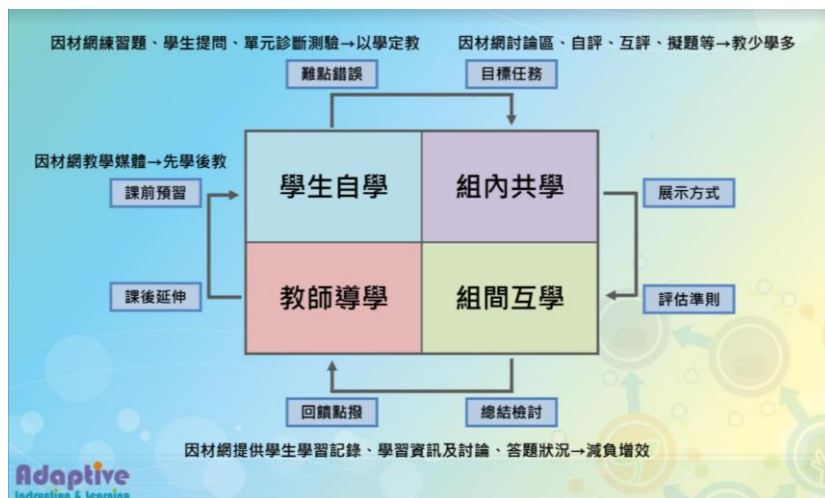 因材網練習題、學生提問、單元診斷測驗→以學定教
因材網討論區、自評、互評、擬題等→教少學多
難點錯誤
目標任務
因材網教學媒體→先學後教
課前預習
學生自學
組內共學
展示方式
課後延伸
教師導學
組間互學
評估準則
回饋點撥
總結檢討
因材網提供學生學習記錄、學習資訊及討論、答題狀況→減負增效
Adaptive
Instruction & Learning